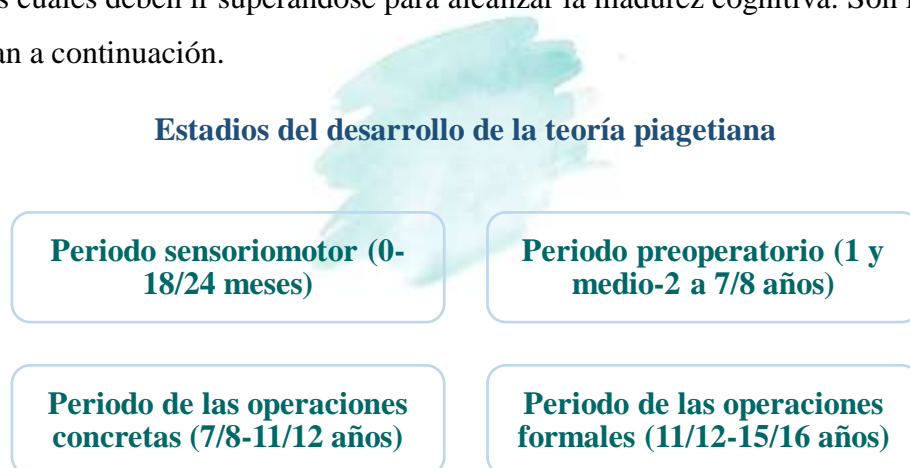 cuales deben ir superándose para alcanzar la madurez cognitiva. Son
a continuación.
Estadios del desarrollo de la teoría piagetiana
Periodo sensoriomotor (0-
18/24 meses)
Periodo preoperatorio (1 y
medio-2 a 7/8 años)
Periodo de las operaciones
concretas (7/8-11/12 años)
Periodo de las operaciones
formales (11/12-15/16 años)